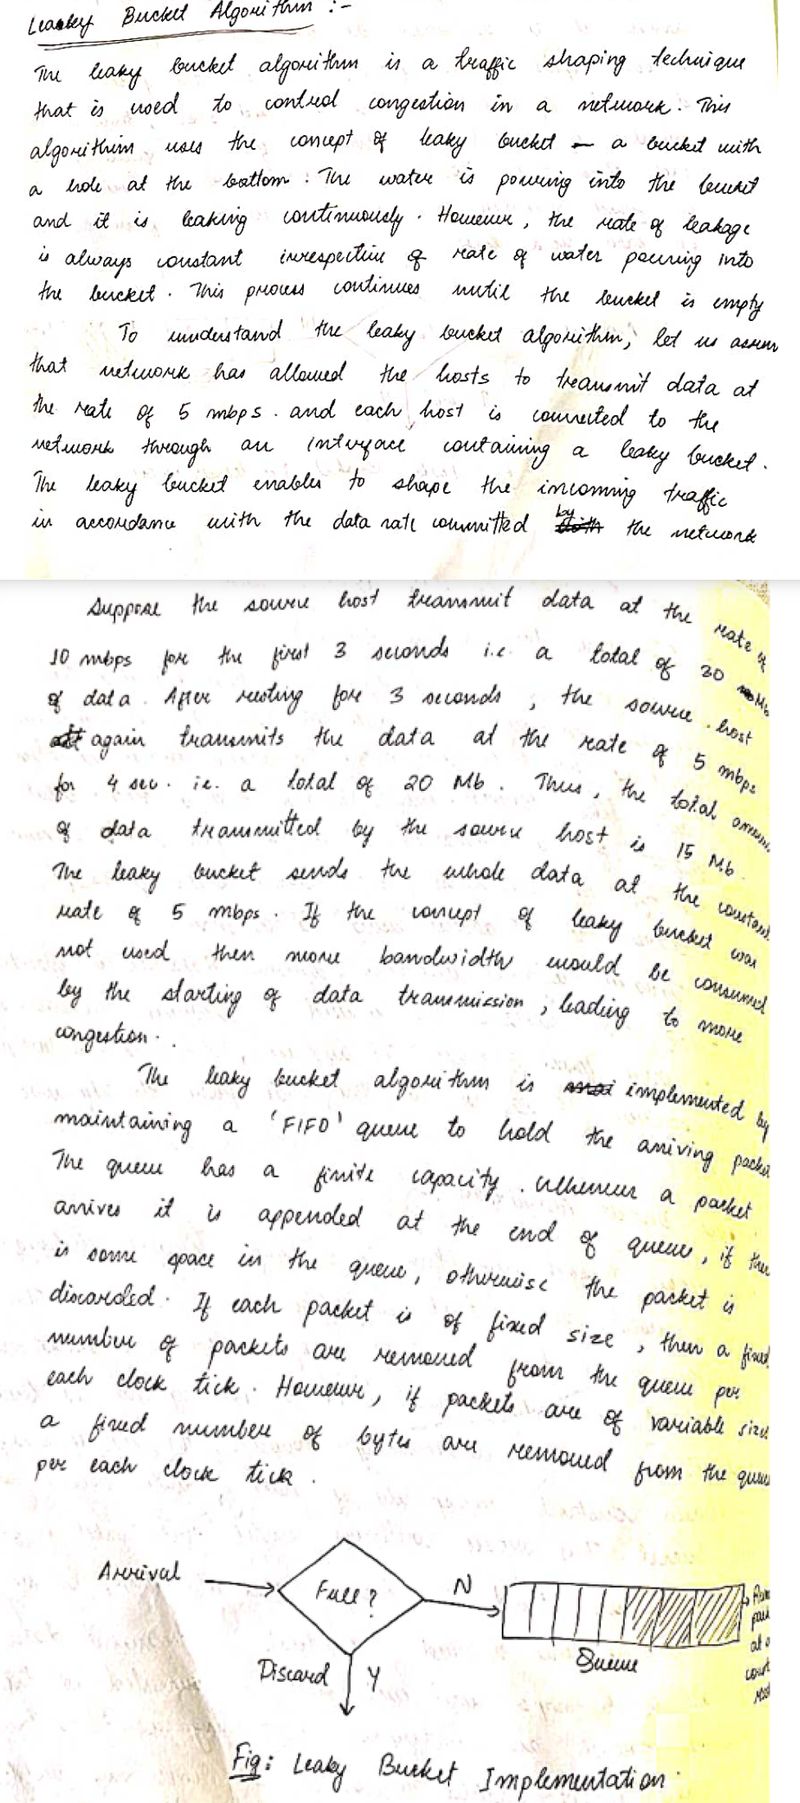 Leaky Bucket Algorithm :-
The leaky bucket algorithm is a traffic shaping technique
that is used to control congestion in a network. This
algorithm uses the concept of leaky bucket - a bucket with
a hole at the bottom. The water is pouring into the bucket
and it is leaking continuously. However, the rate of leakage
is always constant irrespective of rate of water pouring into
the bucket. This process continues until the bucket is empty
To understand the leaky bucket algorithm, let us assum
that network has allowed the hosts to transmit data at
the rate of 5 mbps. and each host is connected to the
network through an interface containing a leaky bucket.
The leaky bucket enables to shape the incoming traffic
in accordance with the data rate committed by the network
Suppose the source host transmit data at the rate of
10 mbps for the first 3 seconds i.e. a total of 30 Mb
of data. After resting for 3 seconds, the source host
again transmits the data at the rate of 5 mbps
for 4 sec. i.e. a total of 20 Mb. Thus, the total amoun
of data transmitted by the source host is 15 Mb.
The leaky bucket sends the whole data at the constant
rate of 5 mbps. If the concept of leaky bucket was
not used then more bandwidth would be consumed
by the starting of data transmission, leading to more
congestion.
The leaky bucket algorithm is implemented by
maintaining a 'FIFO' queue to hold the arriving packe
The queue has a finite capacity. Whenever a packet
arrives it is appended at the end of queue, if ther
is some space in the queue, otherwise the packet is
discarded. If each packet is of fixed size, then a fixed
number of packets are removed from the queue per
each clock tick. However, if packets are of variable size
a fixed number of bytes are removed from the queue
per each clock tick.
Arrival
Full?
N
Discard
Y
Queue
at a
Fig: Leaky Bucket Implementation.